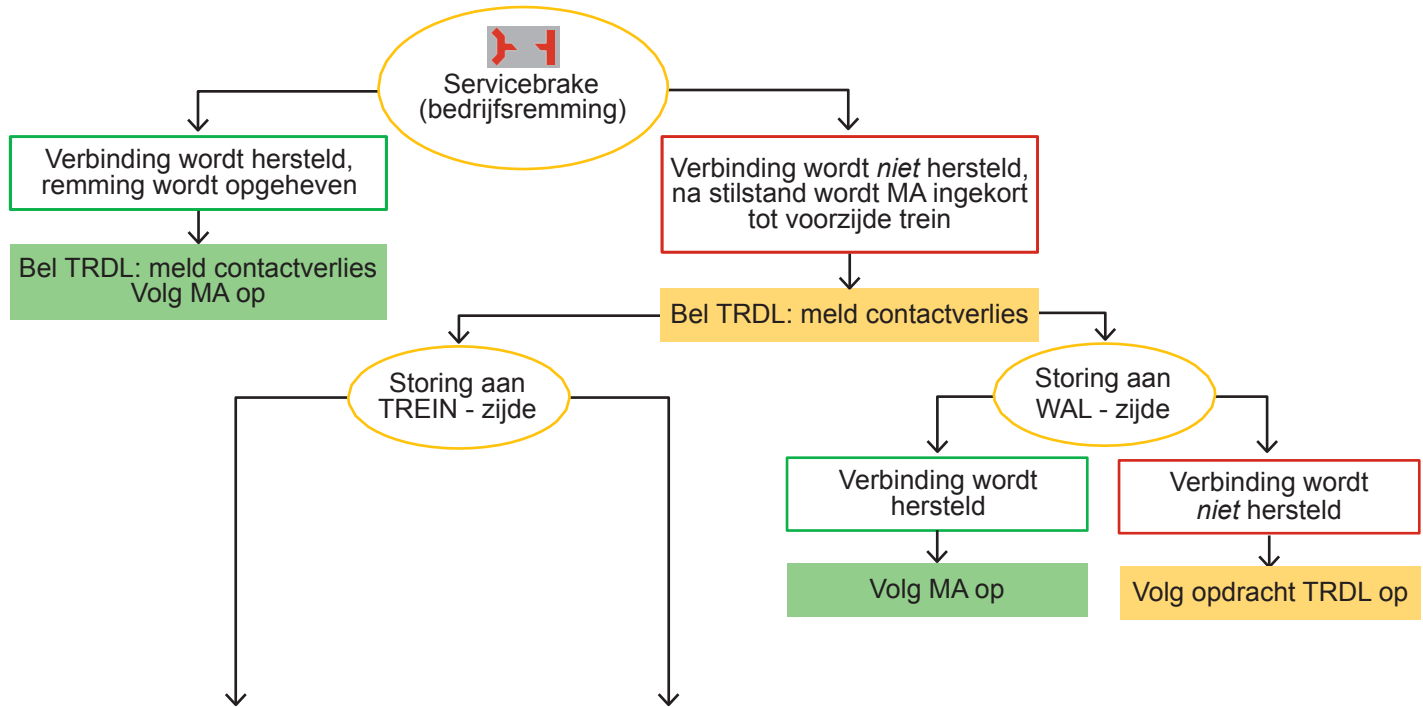 Servicebrake
(bedrijfsremming)
Verbinding wordt hersteld,
remming wordt opgeheven
Verbinding wordt niet hersteld,
na stilstand wordt MA ingekort
tot voorzijde trein
Bel TRDL: meld contactverlies
Volg MA op
Bel TRDL: meld contactverlies
Storing aan
TREIN - zijde
Storing aan
WAL - zijde
Verbinding wordt
hersteld
Verbinding wordt
niet hersteld
Volg MA op
Volg opdracht TRDL op